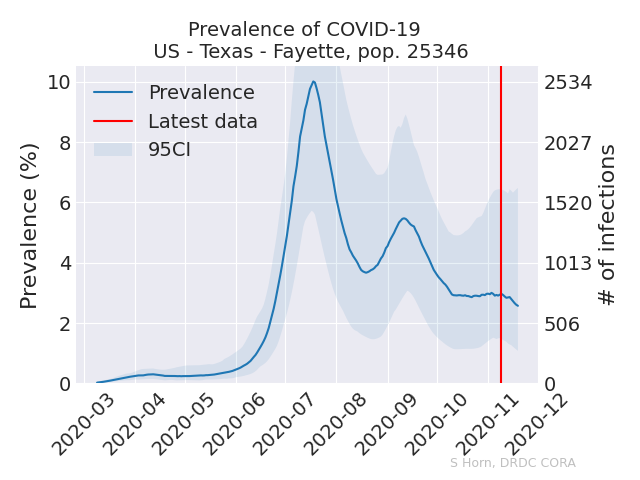 Prevalence of COVID-19
US - Texas - Fayette, pop. 25346
Prevalence (%)
10
8
6
4
2
0
Prevalence
Latest data
95CI
2534
2027
1520
1013
506
0
# of infections
2020-03
2020-04
2020-05
2020-06
2020-07
2020-08
2020-09
2020-10
2020-11
2020-12
S Horn, DRDC CORA